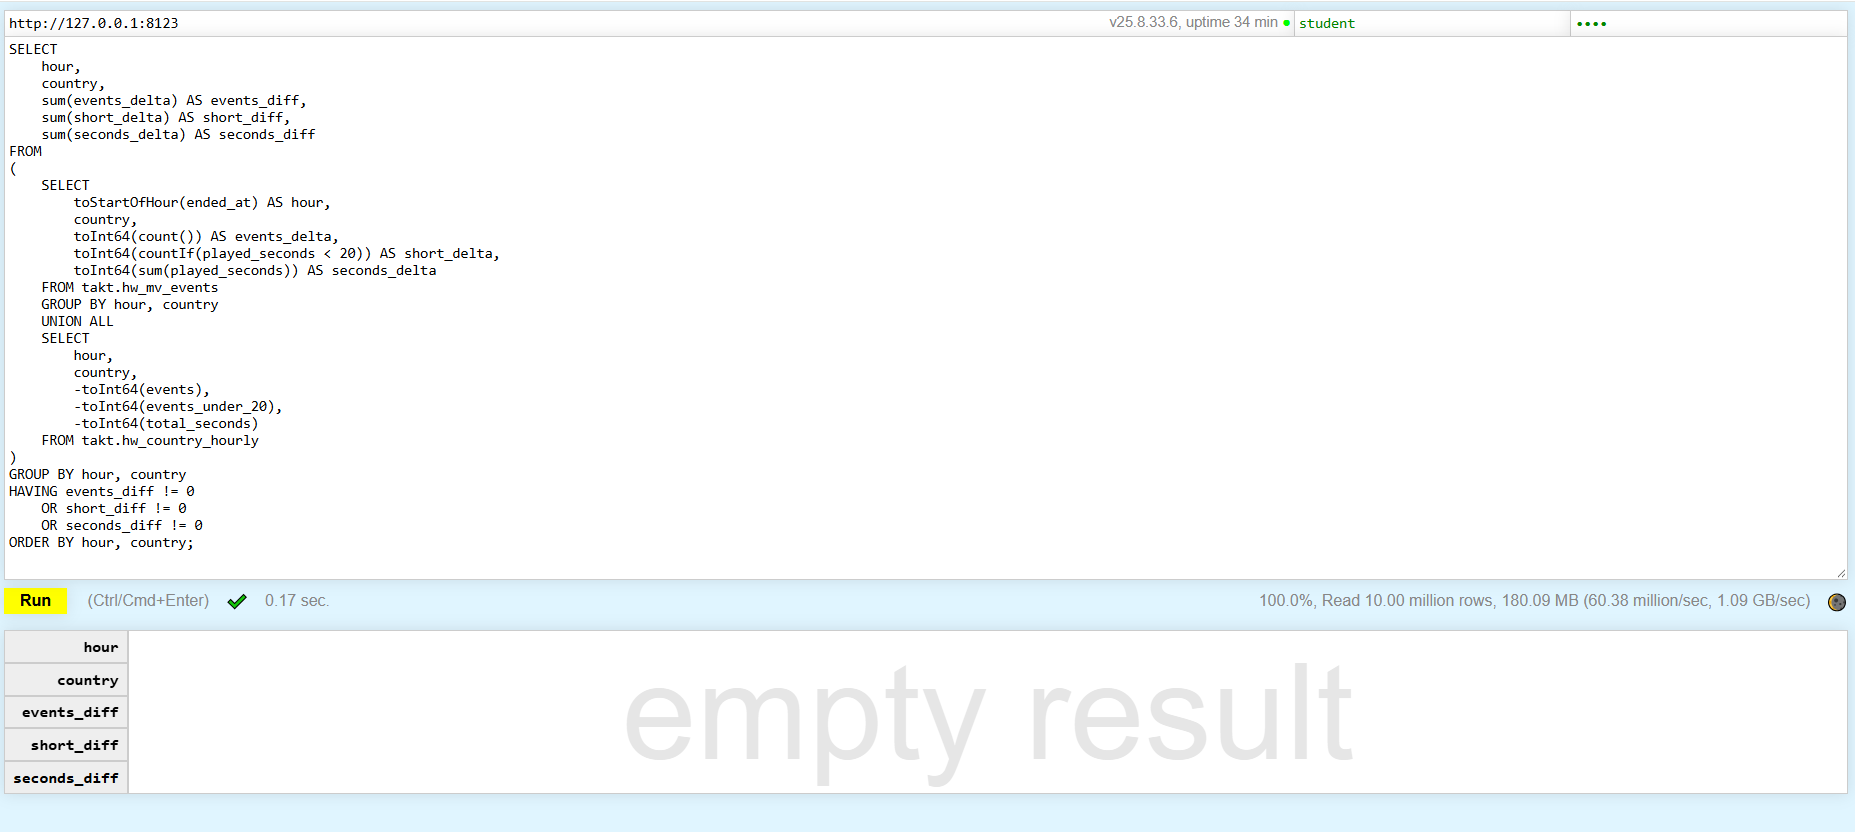 http://127.0.0.1:8123 v25.8.33.6, uptime 34 min student ••••
SELECT
    hour,
    country,
    sum(events_delta) AS events_diff,
    sum(short_delta) AS short_diff,
    sum(seconds_delta) AS seconds_diff
FROM
(
    SELECT
        toStartOfHour(ended_at) AS hour,
        country,
        toInt64(count()) AS events_delta,
        toInt64(countIf(played_seconds < 20)) AS short_delta,
        toInt64(sum(played_seconds)) AS seconds_delta
    FROM takt.hw_mv_events
    GROUP BY hour, country
    UNION ALL
    SELECT
        hour,
        country,
        -toInt64(events),
        -toInt64(events_under_20),
        -toInt64(total_seconds)
    FROM takt.hw_country_hourly
)
GROUP BY hour, country
HAVING events_diff != 0
    OR short_diff != 0
    OR seconds_diff != 0
ORDER BY hour, country;
Run (Ctrl/Cmd+Enter) ✔ 0.17 sec. 100.0%, Read 10.00 million rows, 180.09 MB (60.38 million/sec, 1.09 GB/sec)
hour
country
events_diff
short_diff
seconds_diff
empty result